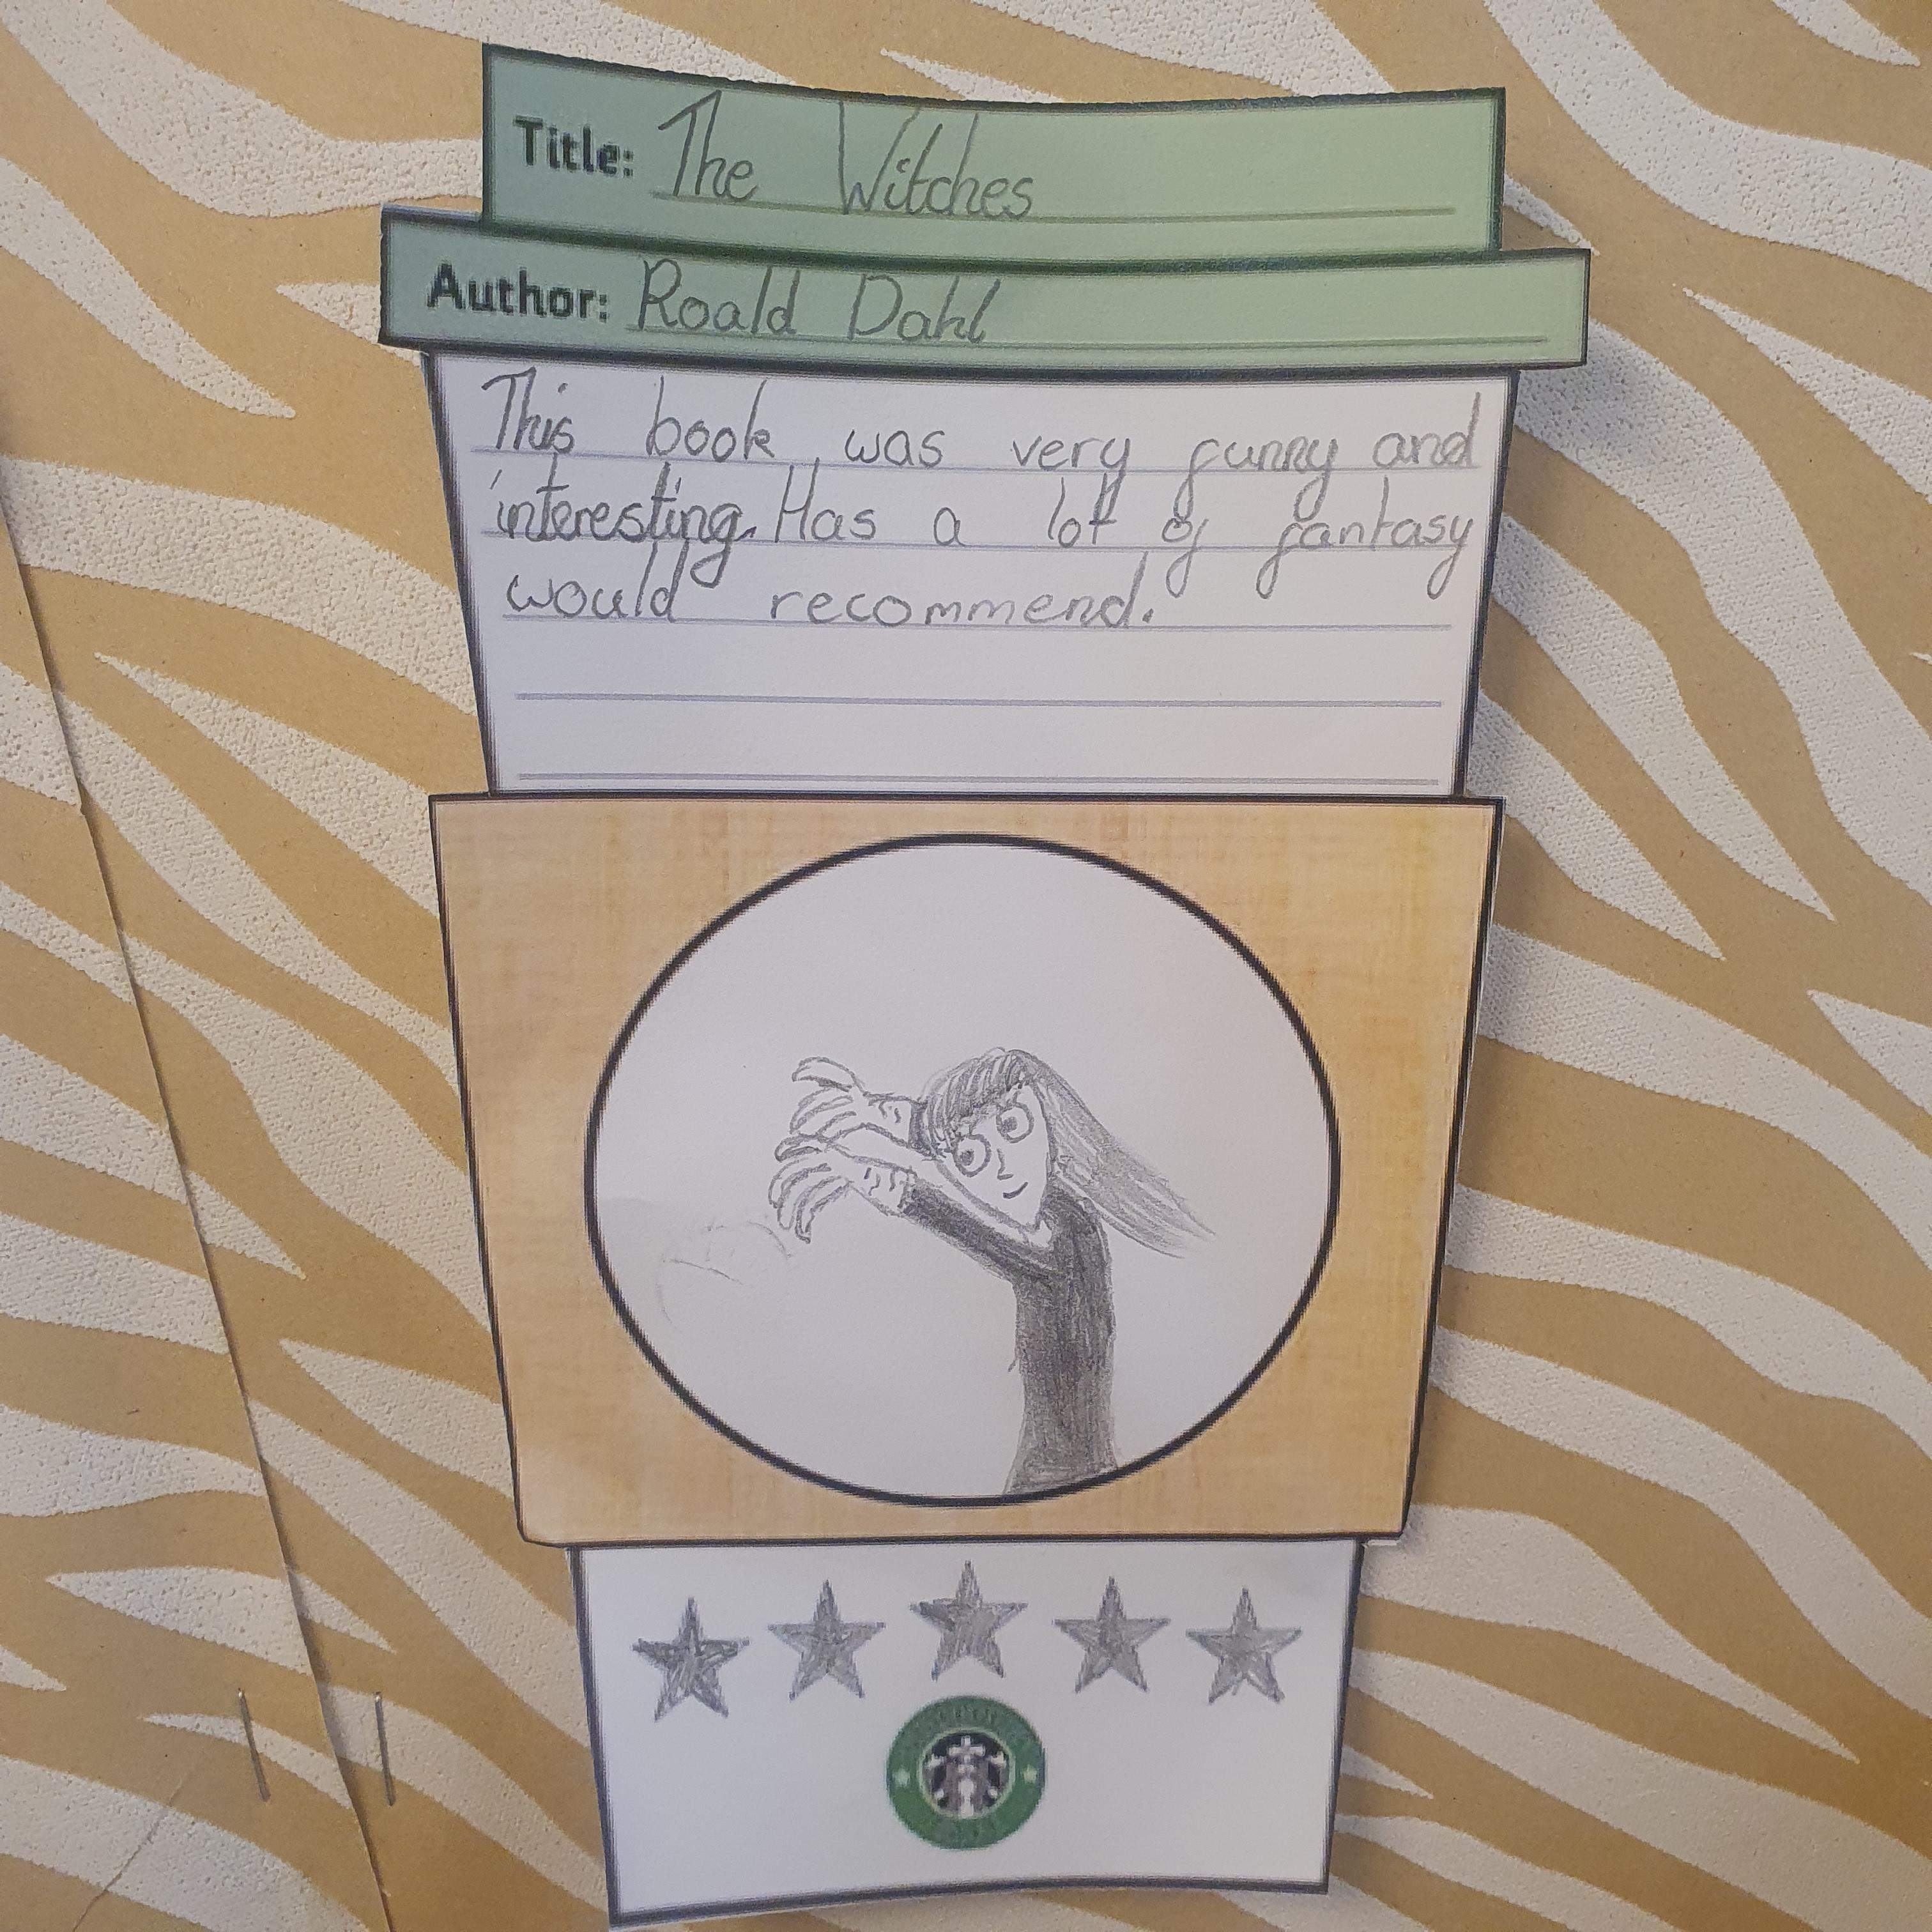 Title: The Witches
Author: Roald Dahl
This book was very funny and
interesting. Has a lot of fantasy
would recommend.